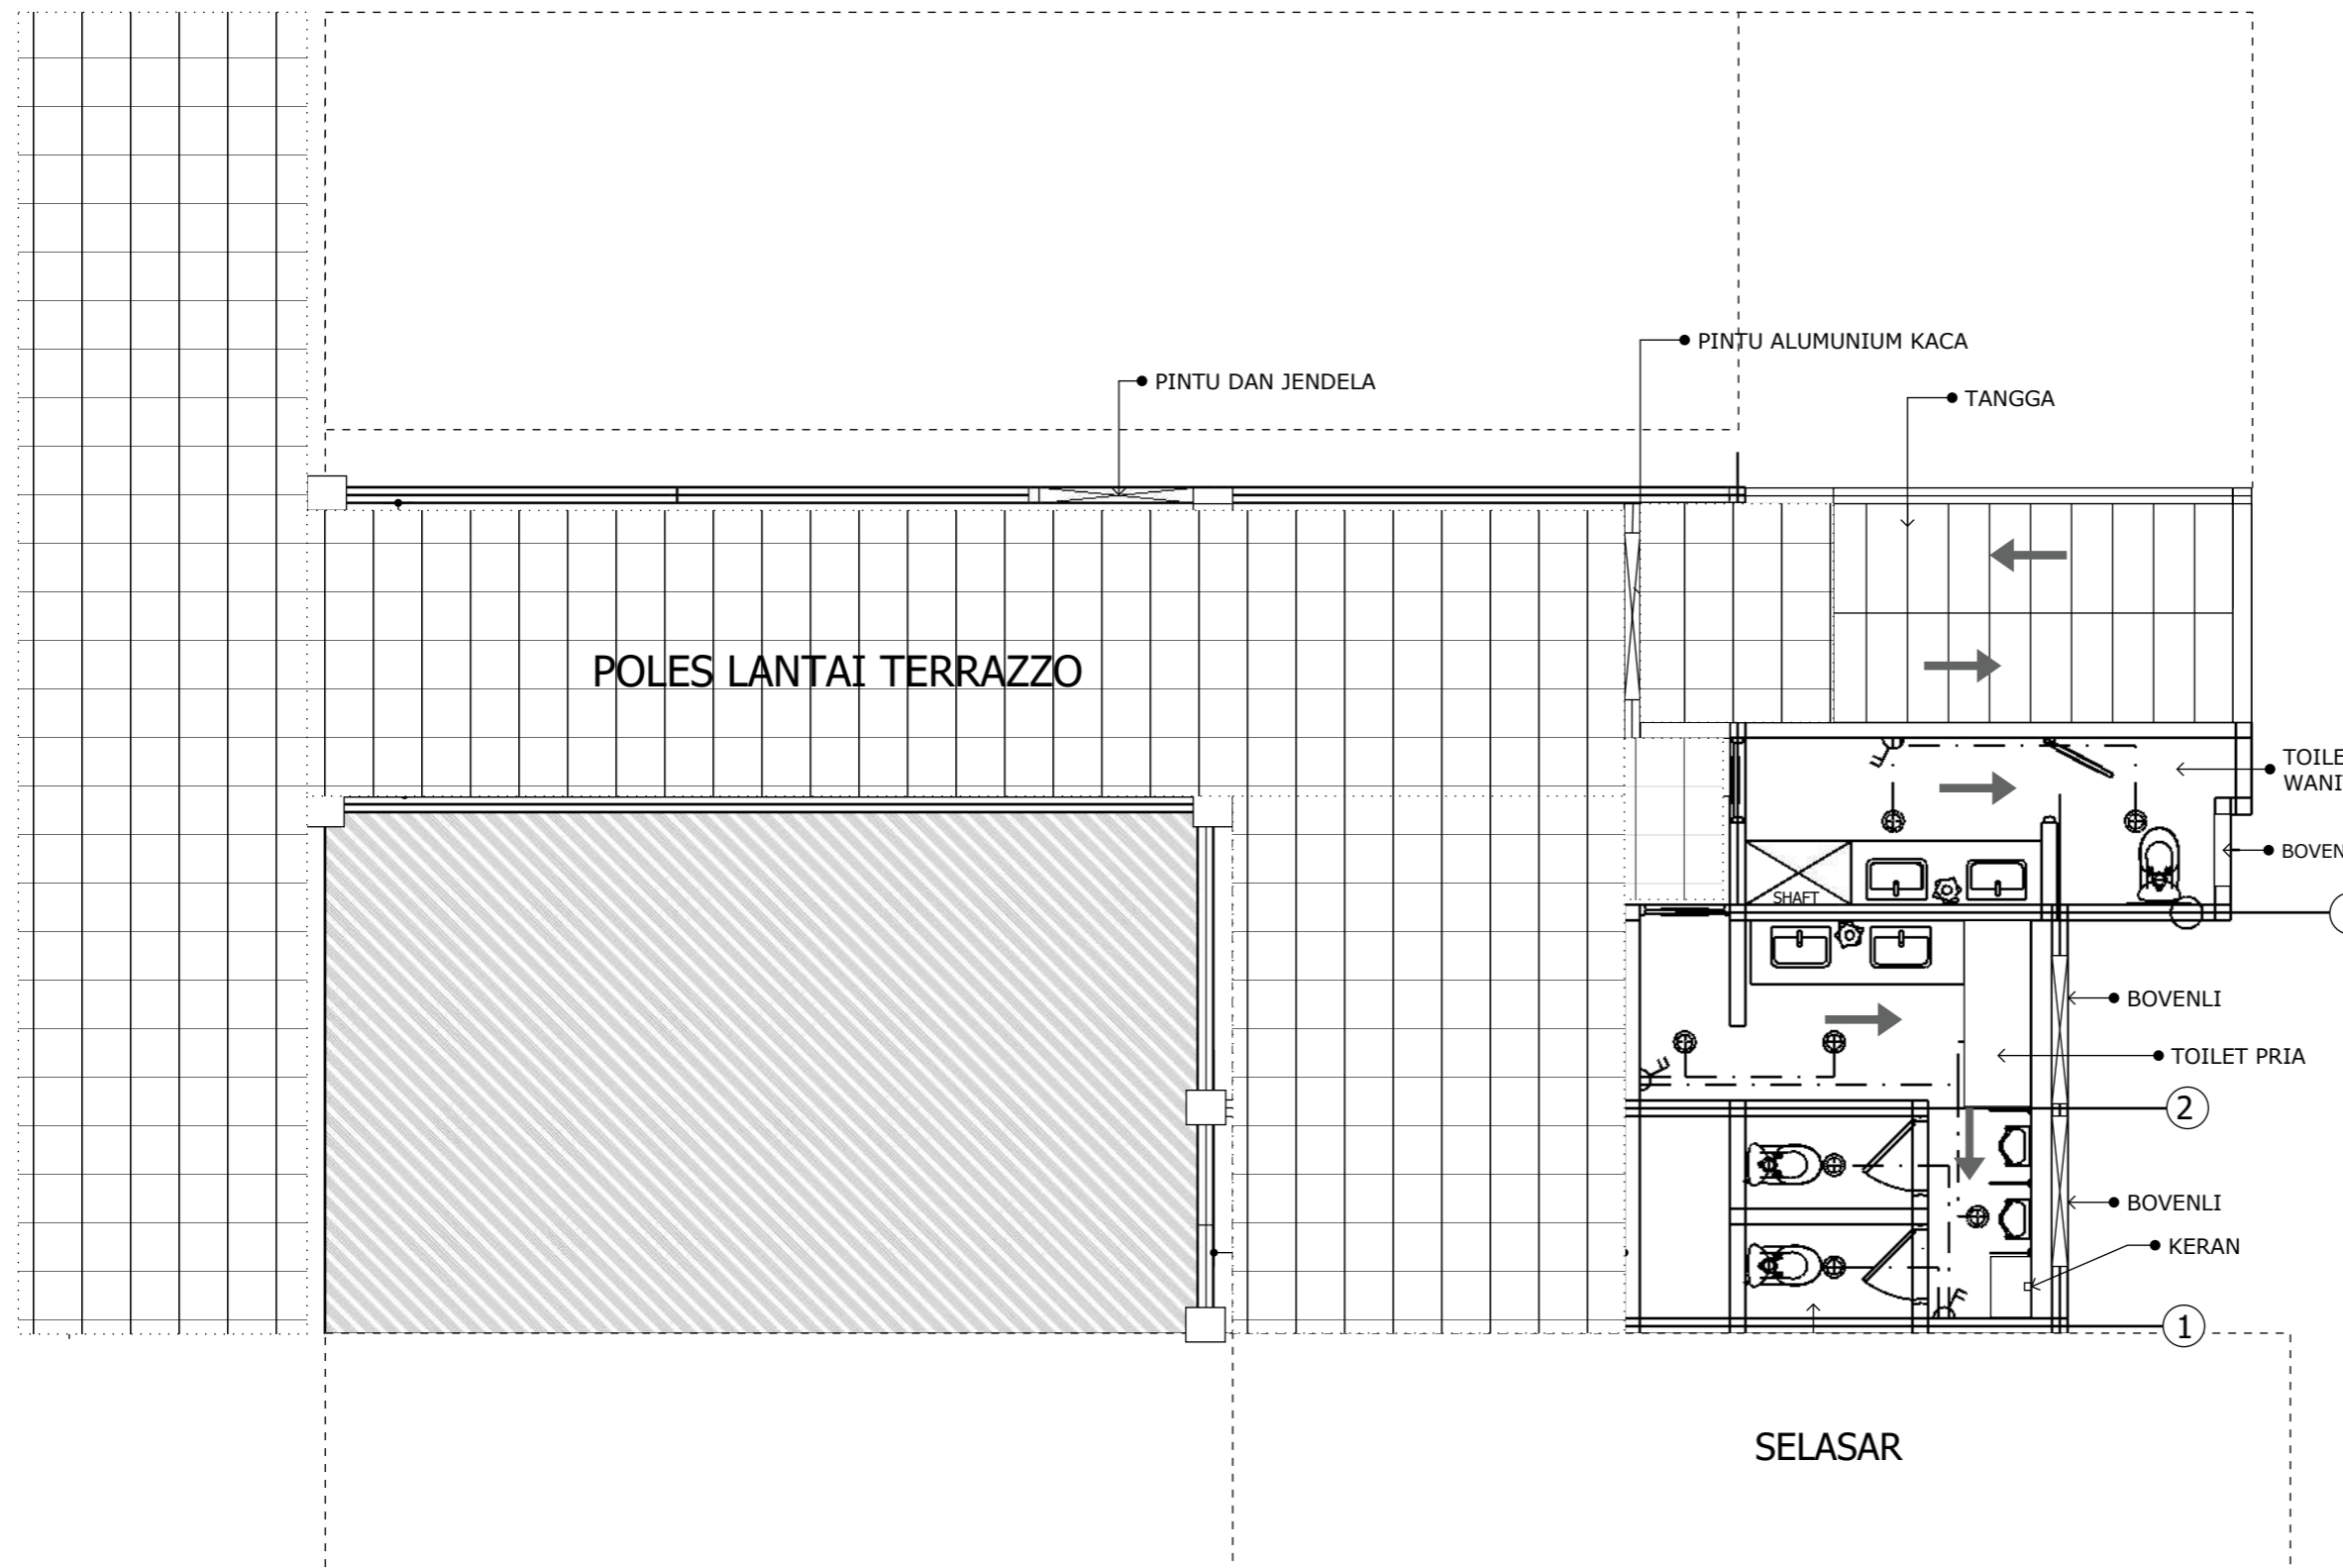 PINTU ALUMUNIUM KACA
PINTU DAN JENDELA
TANGGA
POLES LANTAI TERRAZZO
SHAFT
BOVENLI
TOILET PRIA
2
BOVENLI
KERAN
1
SELASAR